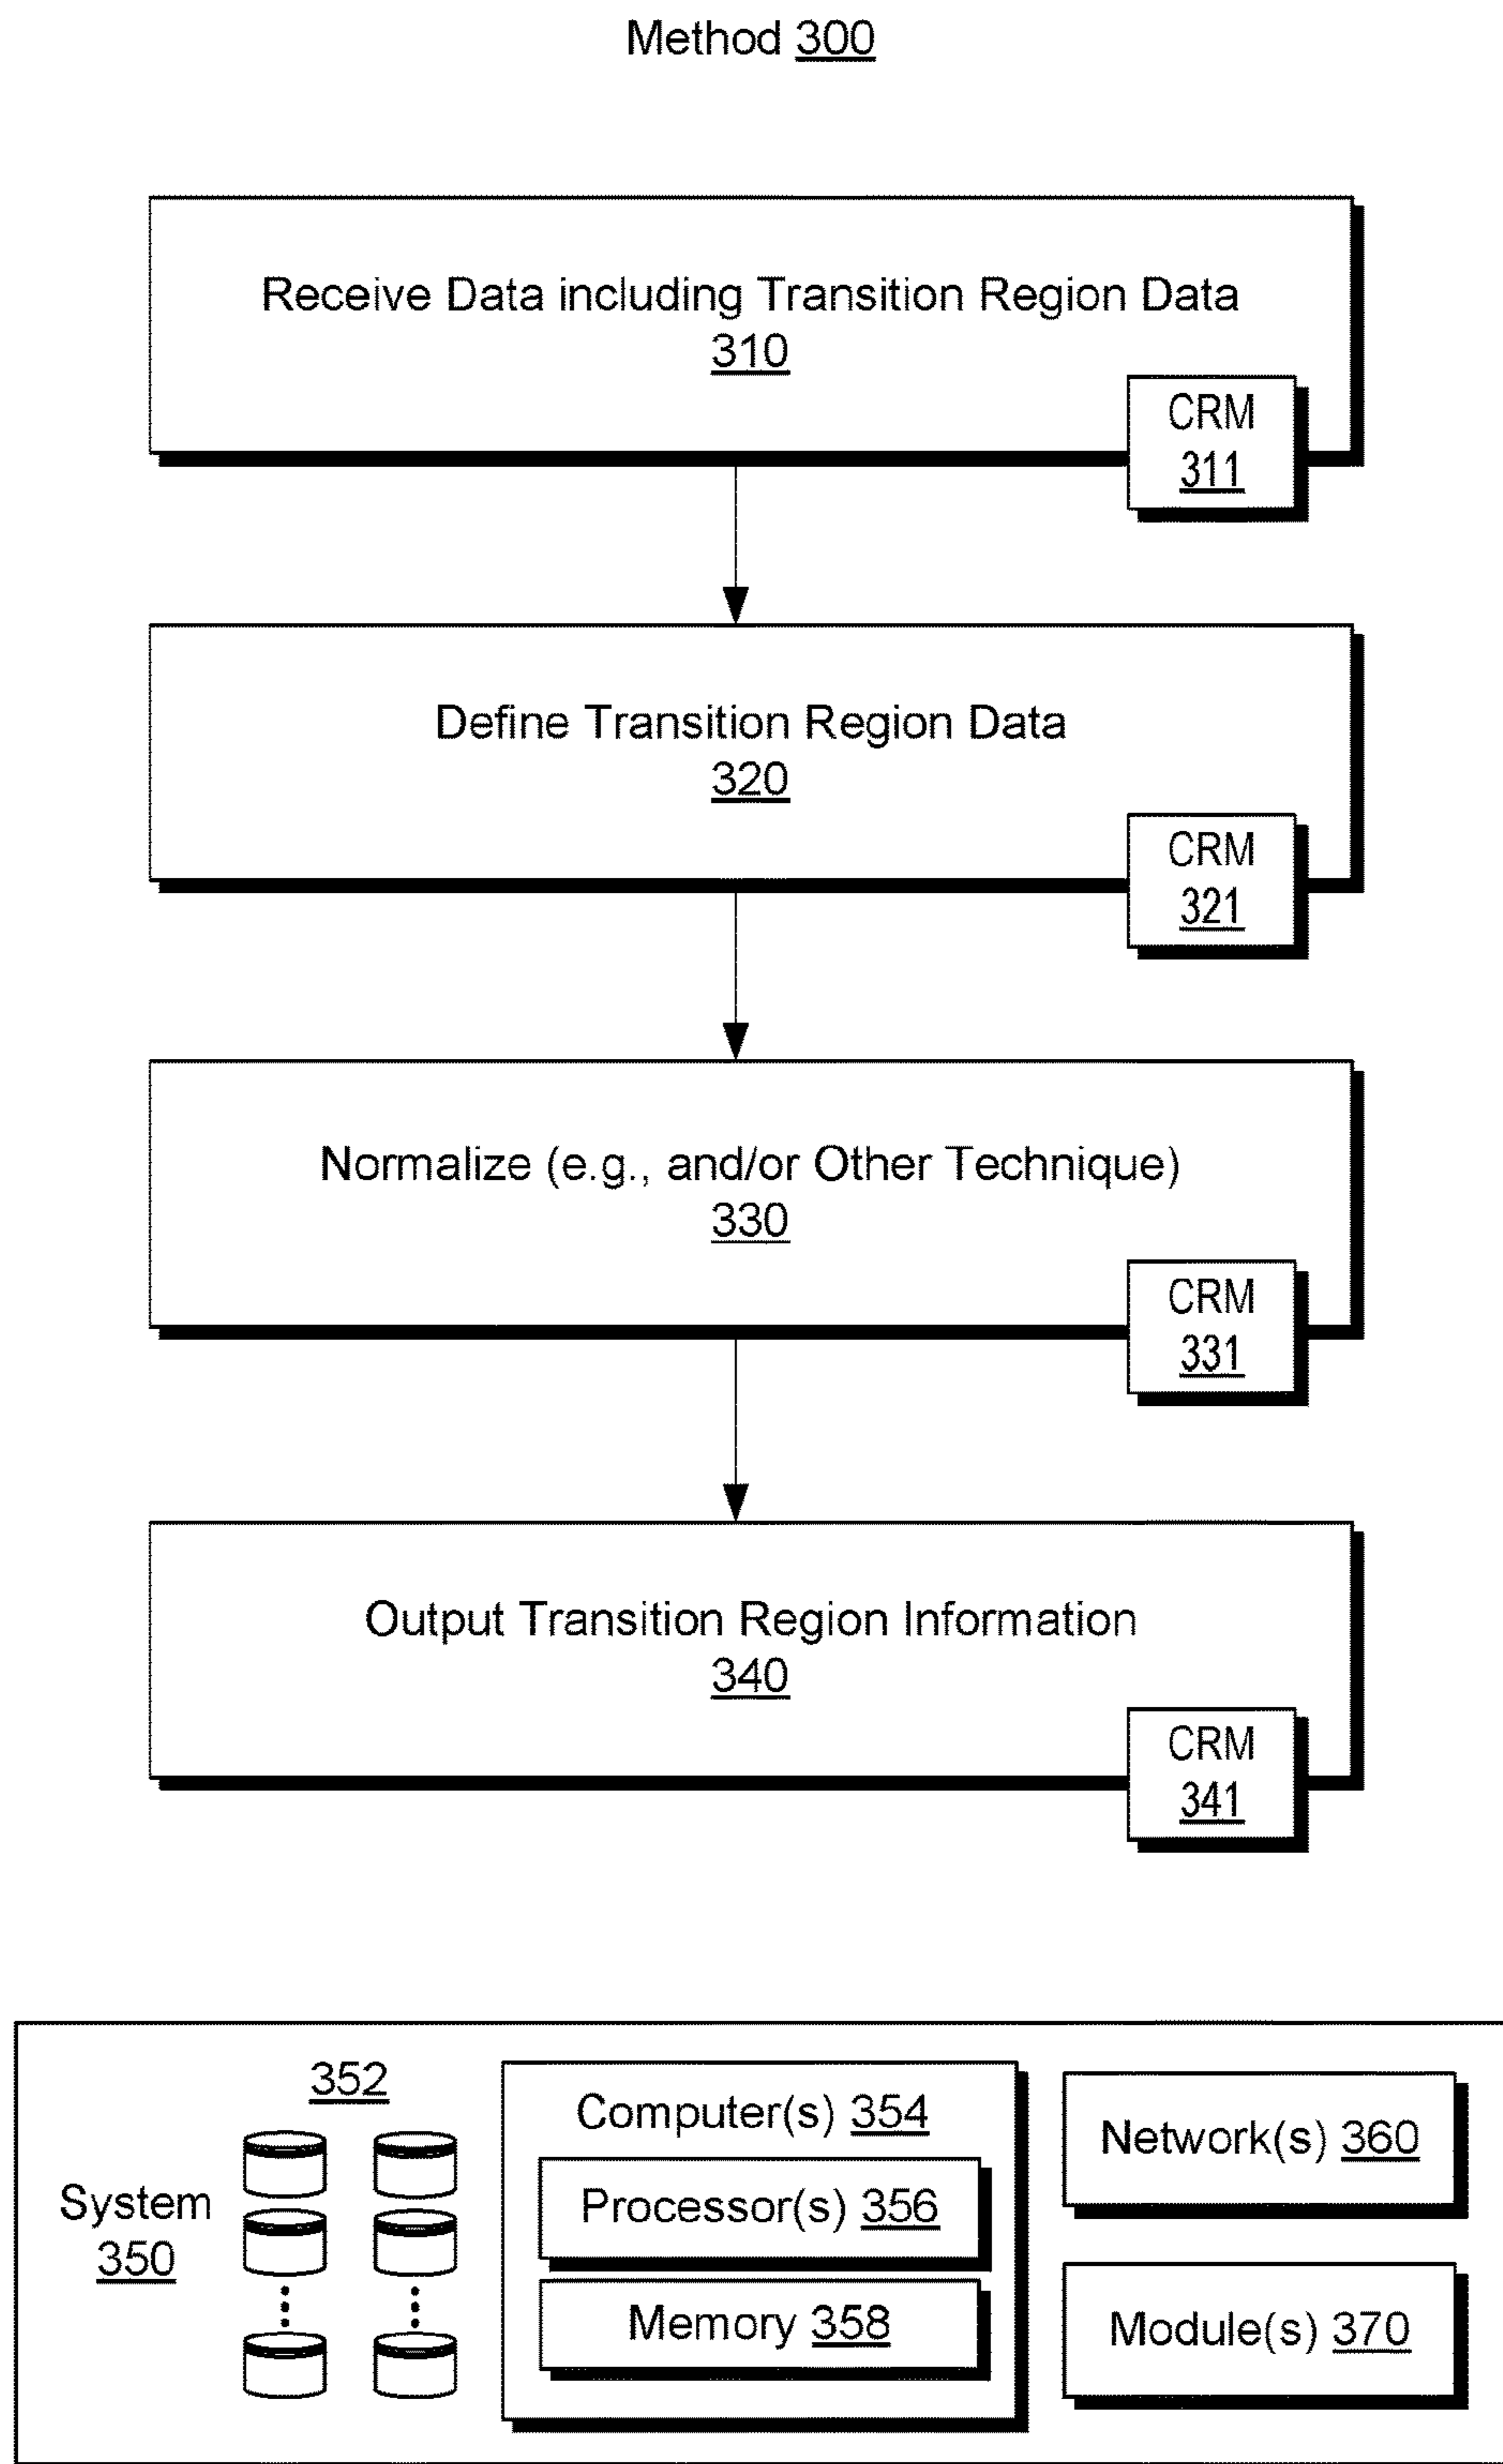 Method 300
Receive Data including Transition Region Data
310
CRM
311
Define Transition Region Data
320
CRM
321
Normalize (e.g., and/or Other Technique)
330
CRM
331
Output Transition Region Information
340
CRM
341
System
350
352
Computer(s) 354
Processor(s) 356
Memory 358
Network(s) 360
Module(s) 370